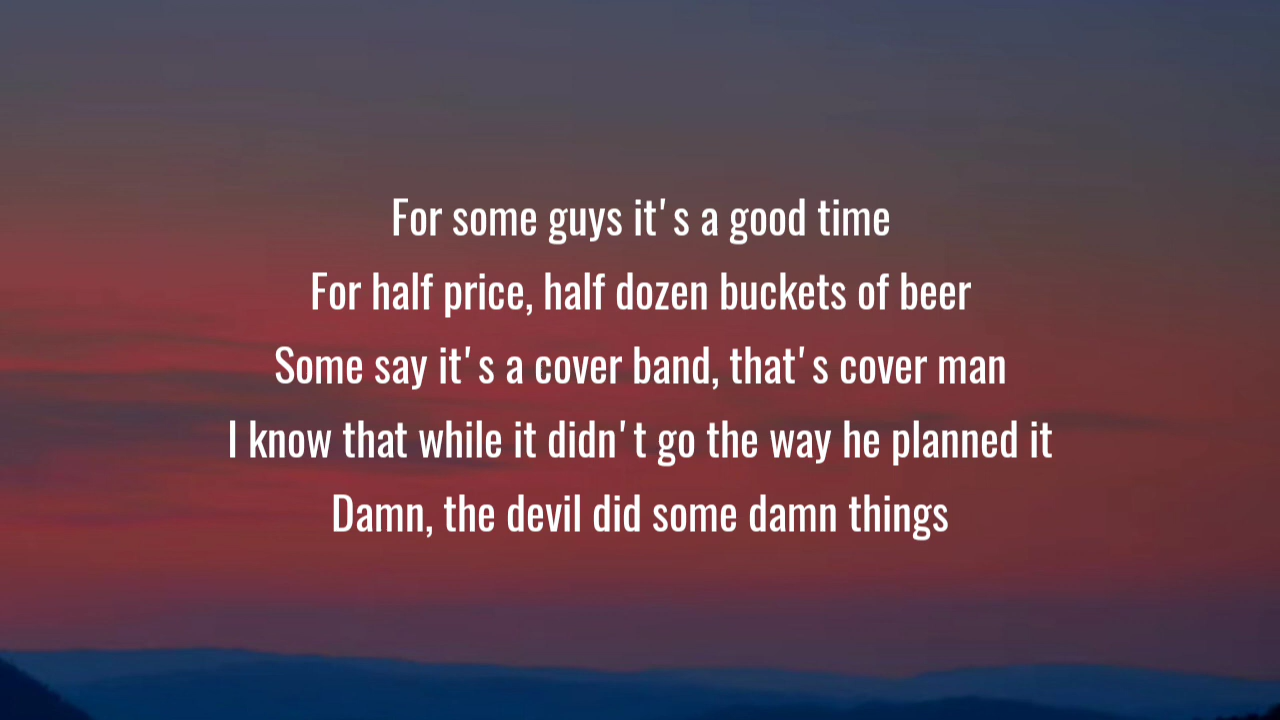 For some guys it's a good time
For half price, half dozen buckets of beer
Some say it's a cover band, that's cover man
I know that while it didn't go the way he planned it
Damn, the devil did some damn things